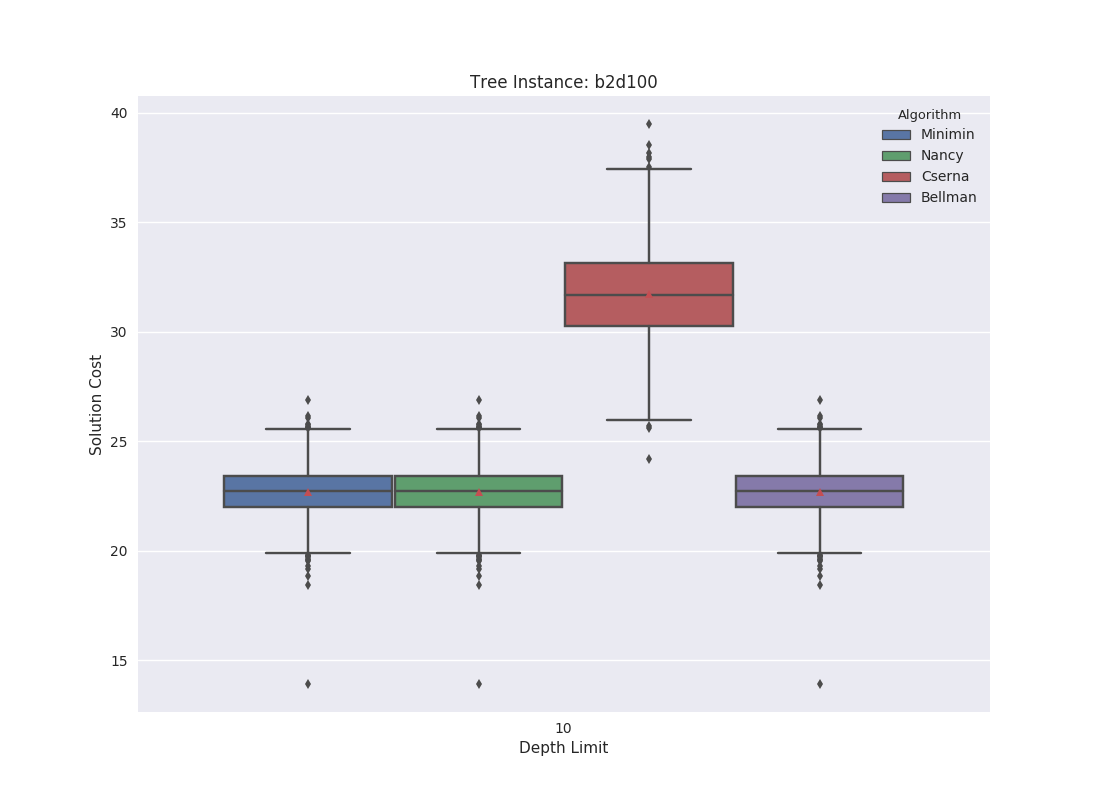 Tree Instance: b2d100
Algorithm
Minimin
Nancy
Cserna
Bellman
40
35
30
25
20
15
Solution Cost
10
Depth Limit